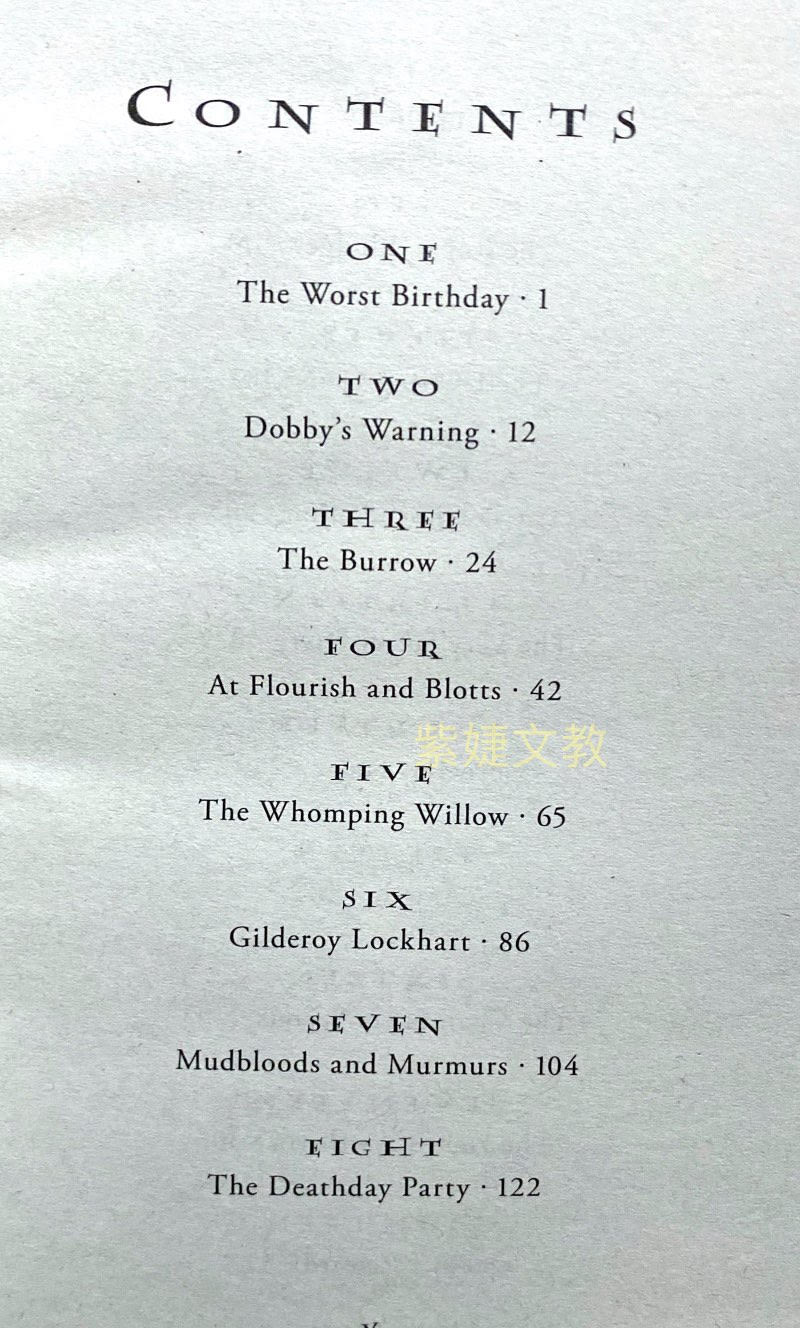 CONTENTS
ONE
The Worst Birthday · 1
TWO
Dobby's Warning · 12
THREE
The Burrow · 24
FOUR
At Flourish and Blotts · 42
紫婕文教
FIVE
The Whomping Willow · 65
SIX
Gilderoy Lockhart · 86
SEVEN
Mudbloods and Murmurs · 104
EIGHT
The Deathday Party · 122